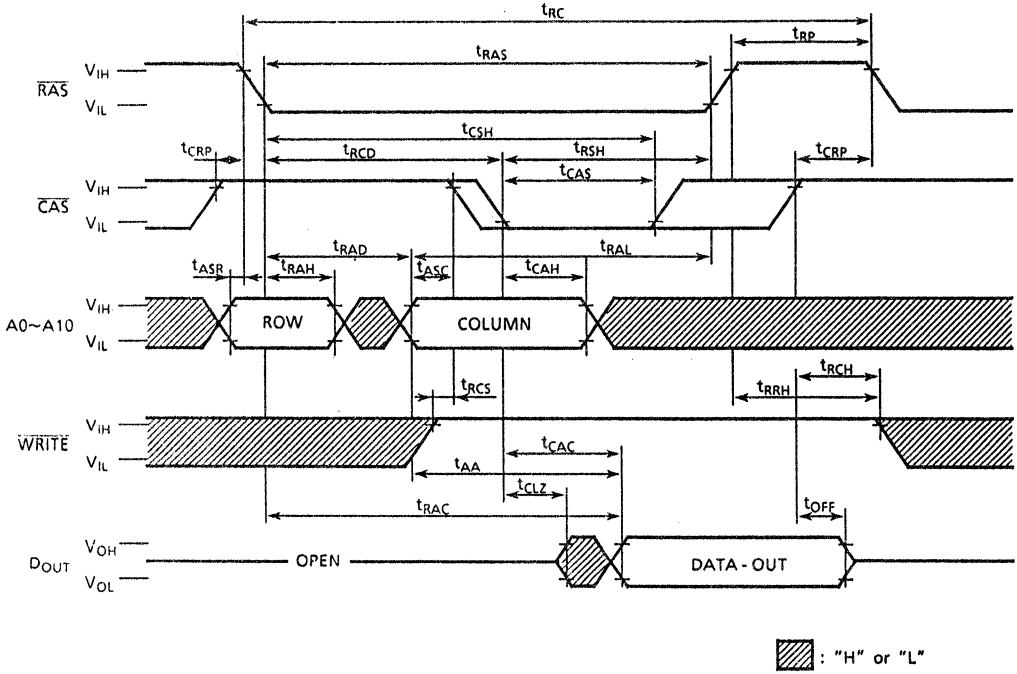 tRC
tRP
tRAS
RAS
VIH
VIL
tCSH
tCRP
tRCD
tRSH
tCRP
tCAS
CAS
VIH
VIL
tRAD
tRAL
tASR
tRAH
tASC
tCAH
A0~A10
VIH
VIL
ROW
COLUMN
tRCS
tRCH
tRRH
WRITE
VIH
VIL
tCAC
tAA
tCLZ
tRAC
tOFF
DOUT
VOH
VOL
OPEN
DATA - OUT
: "H" or "L"